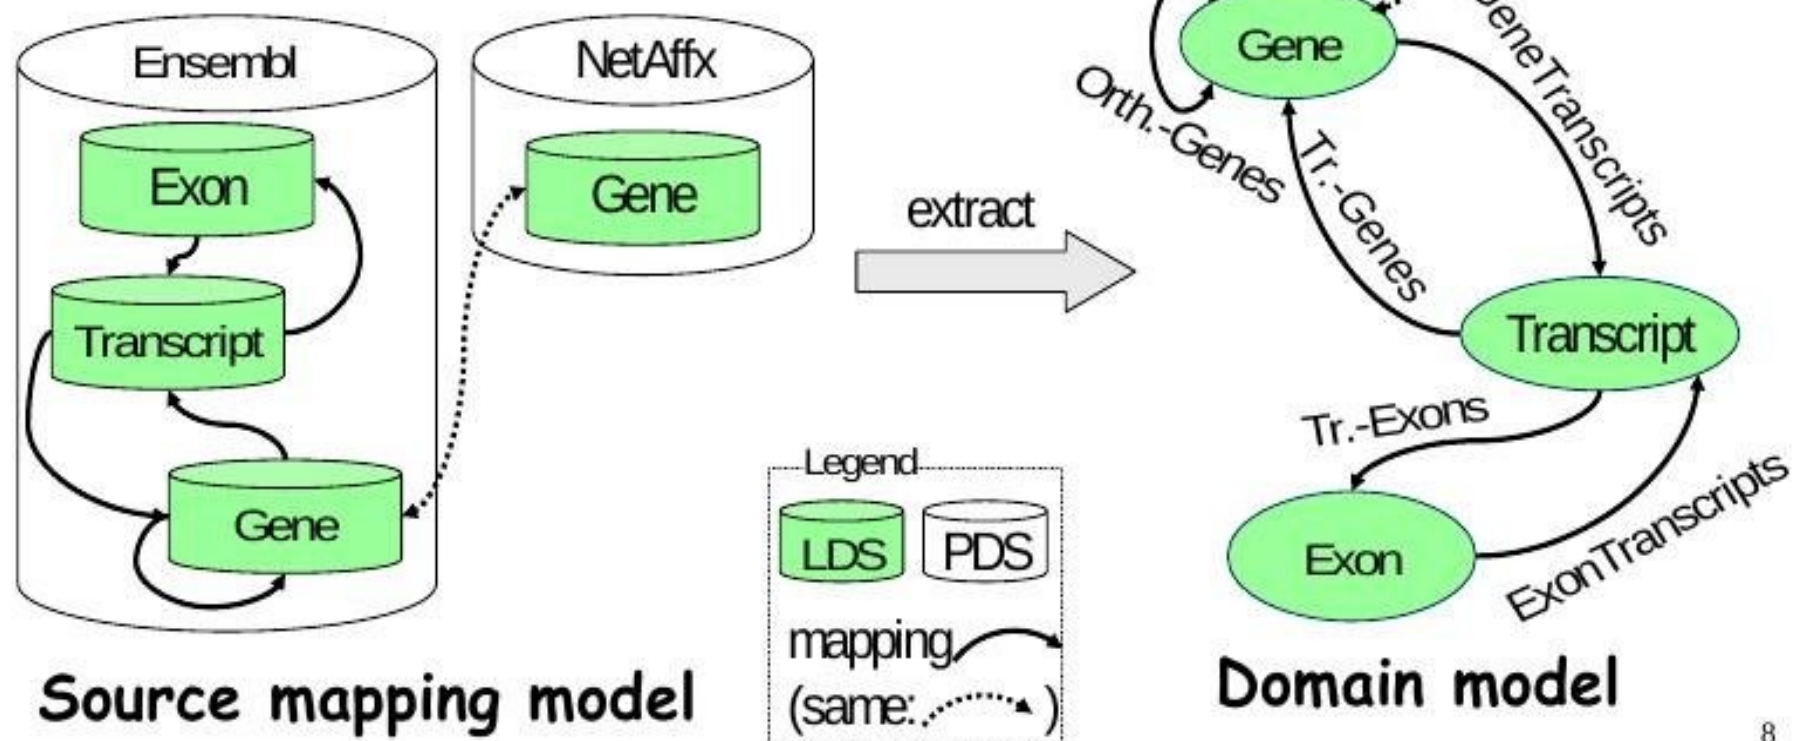 Ensembl
Exon
Transcript
Gene
Source mapping model
NetAffx
Gene
extract
Legend
LDS
PDS
mapping
(same: )
Gene
Orth.-Genes
Tr.-Genes
Transcript
Tr.-Exons
Exon
ExonTranscripts
Domain model
8